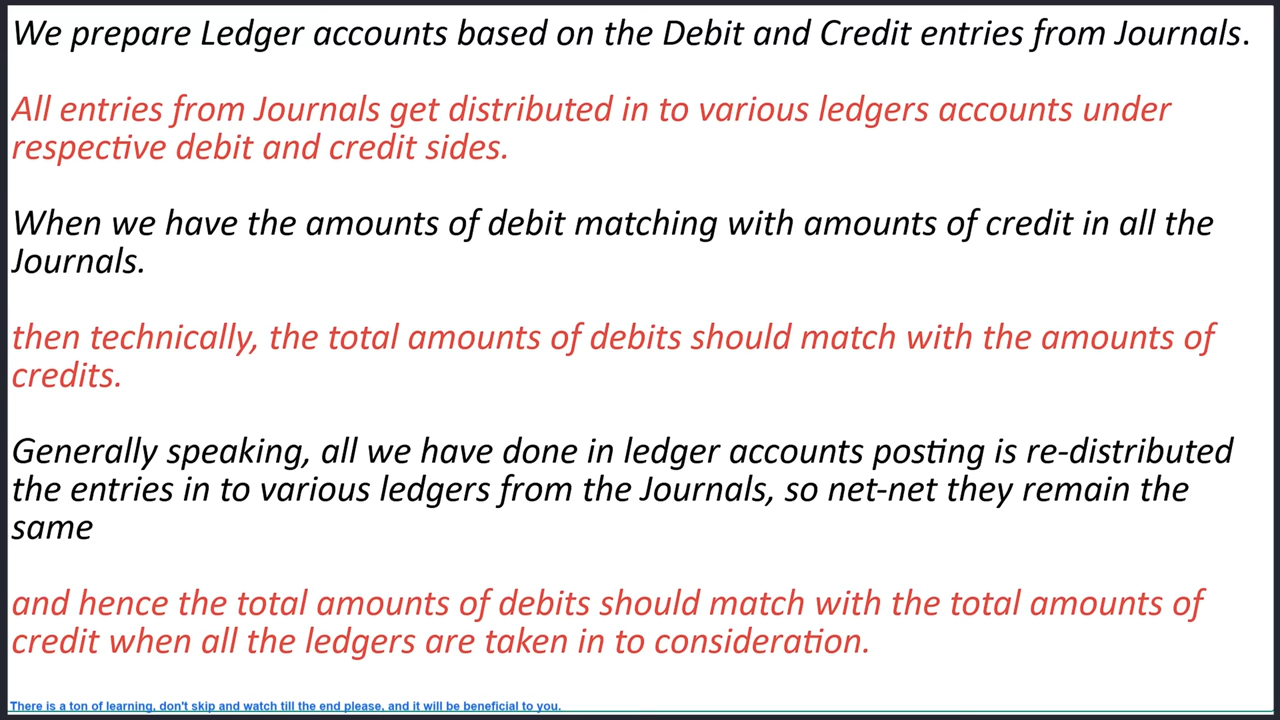 We prepare Ledger accounts based on the Debit and Credit entries from Journals.
All entries from Journals get distributed in to various ledgers accounts under
respective debit and credit sides.
When we have the amounts of debit matching with amounts of credit in all the
Journals.
then technically, the total amounts of debits should match with the amounts of
credits.
Generally speaking, all we have done in ledger accounts posting is re-distributed
the entries in to various ledgers from the Journals, so net-net they remain the
same
and hence the total amounts of debits should match with the total amounts of
credit when all the ledgers are taken in to consideration.
There is a ton of learning, don't skip and watch till the end please, and it will be beneficial to you.